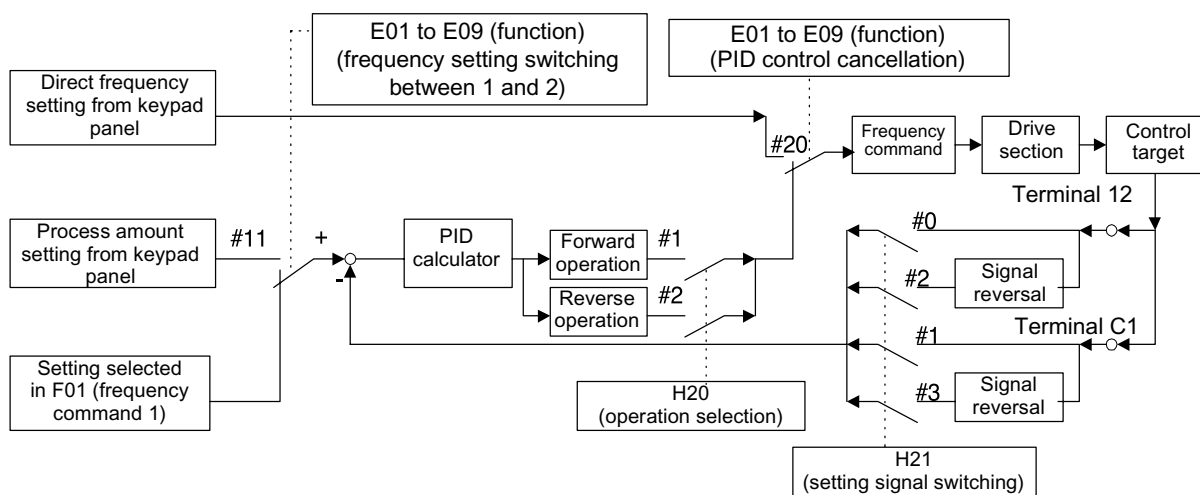 E01 to E09 (function)
(frequency setting switching
between 1 and 2)
E01 to E09 (function)
(PID control cancellation)
Direct frequency
setting from keypad
panel
#20
Frequency
command
Drive
section
Control
target
Terminal 12
Process amount
setting from keypad
panel
#11
+
-
PID
calculator
Forward
operation
#1
Reverse
operation
#2
#0
#2
Signal
reversal
Terminal C1
#1
#3
Signal
reversal
Setting selected
in F01 (frequency
command 1)
H20
(operation selection)
H21
(setting signal switching)